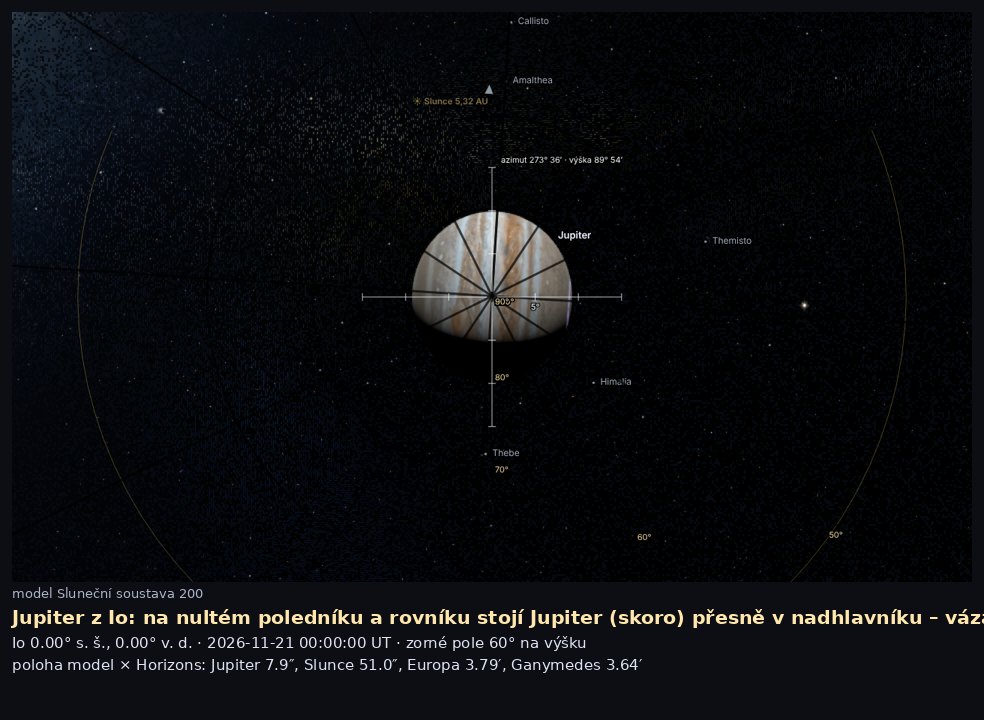 Callisto
Amalthea
☀ Slunce 5,32 AU
azimut 273° 36′ · výška 89° 54′
Jupiter
Themisto
90°
5°
80°
Himalia
Thebe
70°
60°
50°
model Sluneční soustava 200
Jupiter z Io: na nultém poledníku a rovníku stojí Jupiter (skoro) přesně v nadhlavníku – váz
Io 0.00° s. š., 0.00° v. d. · 2026-11-21 00:00:00 UT · zorné pole 60° na výšku
poloha model × Horizons: Jupiter 7.9″, Slunce 51.0″, Europa 3.79′, Ganymedes 3.64′